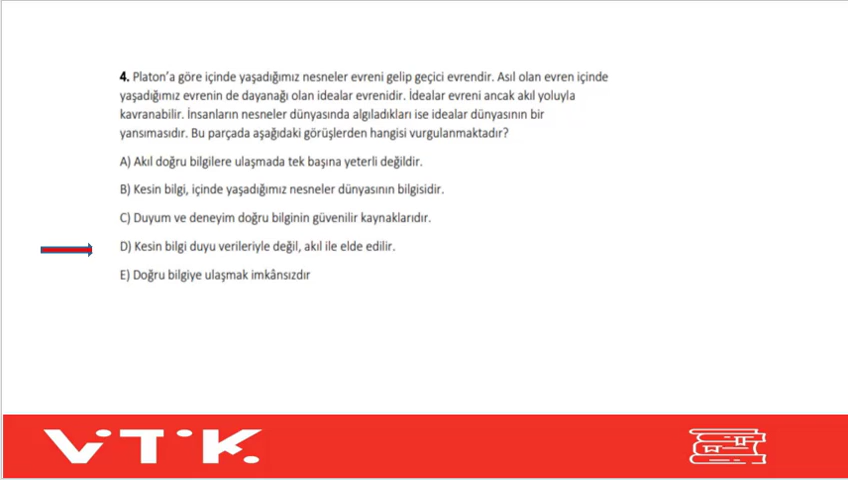 4. Platon'a göre içinde yaşadığımız nesneler evreni gelip geçici evrendir. Asıl olan evren içinde
yaşadığımız evrenin de dayanağı olan idealar evrenidir. İdealar evreni ancak akıl yoluyla
kavranabilir. İnsanların nesneler dünyasında algıladıkları ise idealar dünyasının bir
yansımasıdır. Bu parçada aşağıdaki görüşlerden hangisi vurgulanmaktadır?
A) Akıl doğru bilgilere ulaşmada tek başına yeterli değildir.
B) Kesin bilgi, içinde yaşadığımız nesneler dünyasının bilgisidir.
C) Duyum ve deneyim doğru bilginin güvenilir kaynaklarıdır.
D) Kesin bilgi duyu verileriyle değil, akıl ile elde edilir.
E) Doğru bilgiye ulaşmak imkânsızdır
VTK